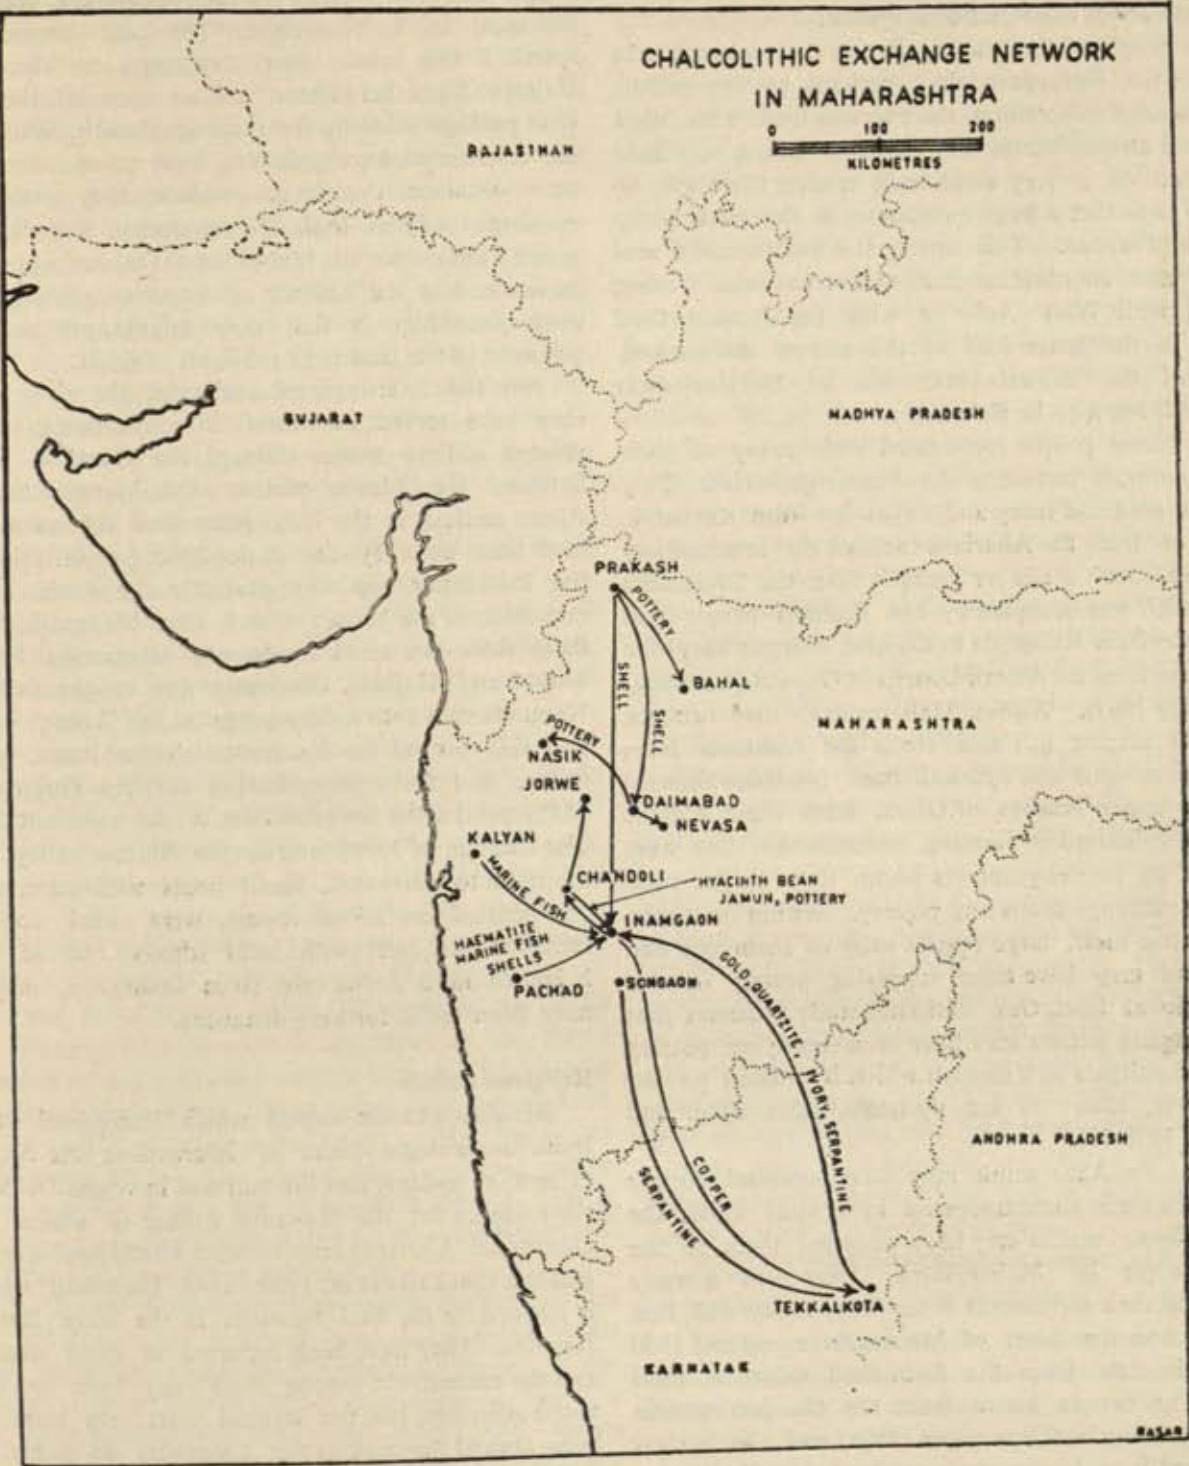 CHALCOLITHIC EXCHANGE NETWORK
IN MAHARASHTRA
0 100 200
KILOMETRES
RAJASTHAN
GUJARAT
MADHYA PRADESH
PRAKASH
POTTERY
SHELL
SHELL
BAHAL
MAHARASHTRA
POTTERY
NASIK
JORWE
DAIMABAD
NEVASA
KALYAN
MARINE FISH
CHANDOLI
HYACINTH BEAN
JAMUN, POTTERY
INAMGAON
HAEMATITE
MARINE FISH
SHELLS
PACHAD
SONGAON
GOLD, QUARTZITE, IVORY, SERPANTINE
ANDHRA PRADESH
COPPER
SERPANTINE
TEKKALKOTA
KARNATAK
RASAR